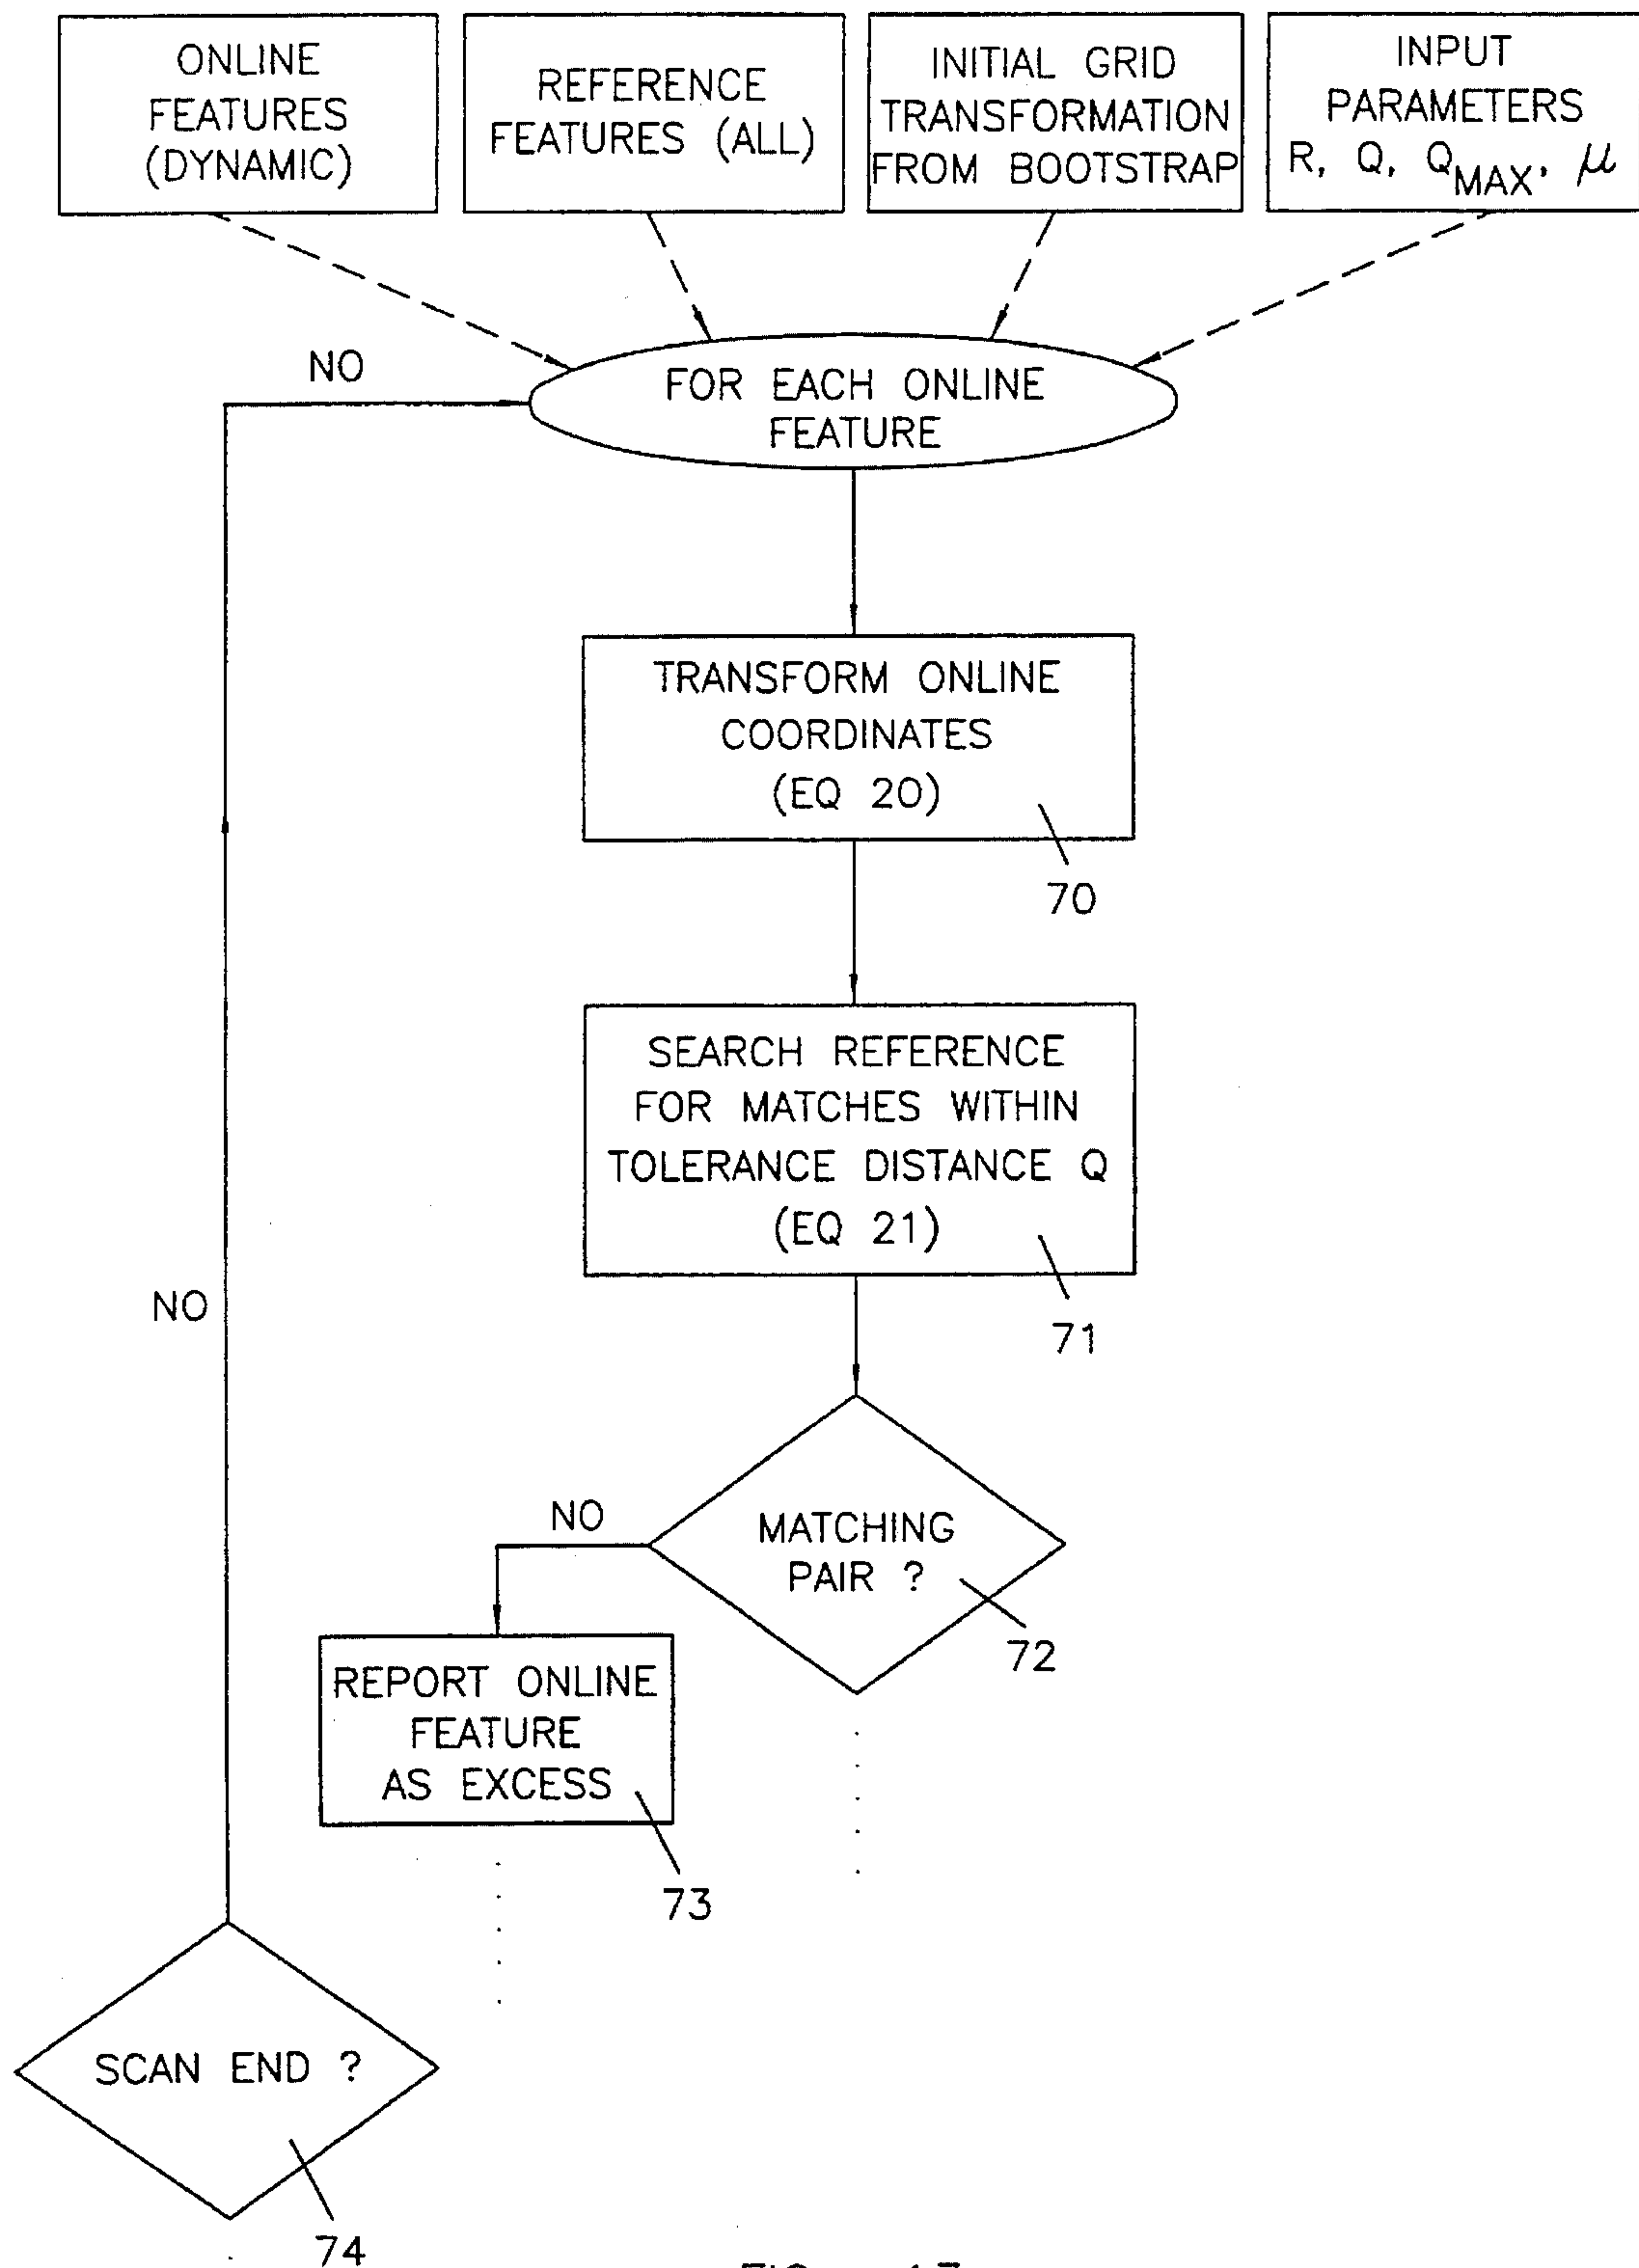 ONLINE
FEATURES
(DYNAMIC)
REFERENCE
FEATURES (ALL)
INITIAL GRID
TRANSFORMATION
FROM BOOTSTRAP
INPUT
PARAMETERS
R, Q, QMAX, μ
NO
FOR EACH ONLINE
FEATURE
TRANSFORM ONLINE
COORDINATES
(EQ 20)
70
SEARCH REFERENCE
FOR MATCHES WITHIN
TOLERANCE DISTANCE Q
(EQ 21)
71
NO
NO
MATCHING
PAIR ?
72
REPORT ONLINE
FEATURE
AS EXCESS
73
SCAN END ?
74